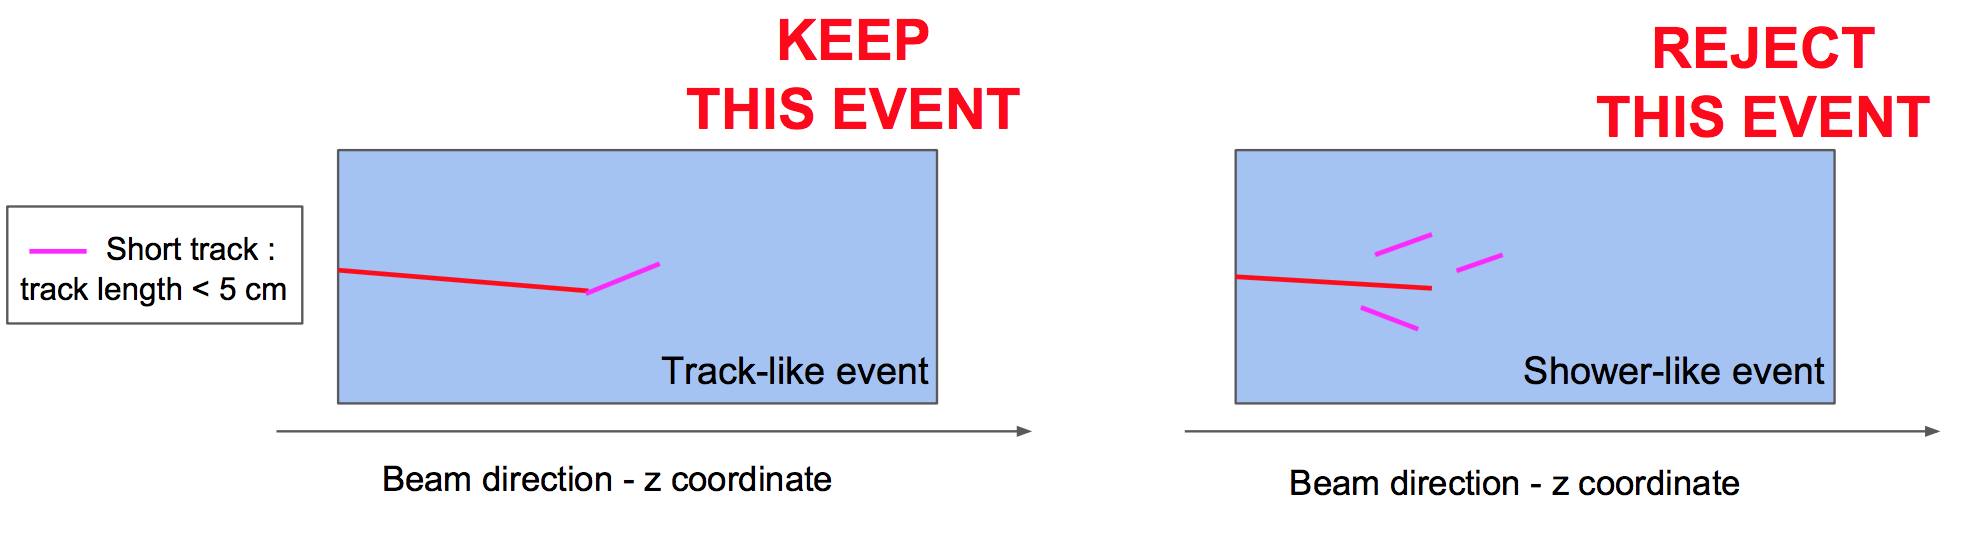 KEEP
THIS EVENT
REJECT
THIS EVENT
Short track :
track length < 5 cm
Track-like event
Shower-like event
Beam direction - z coordinate
Beam direction - z coordinate